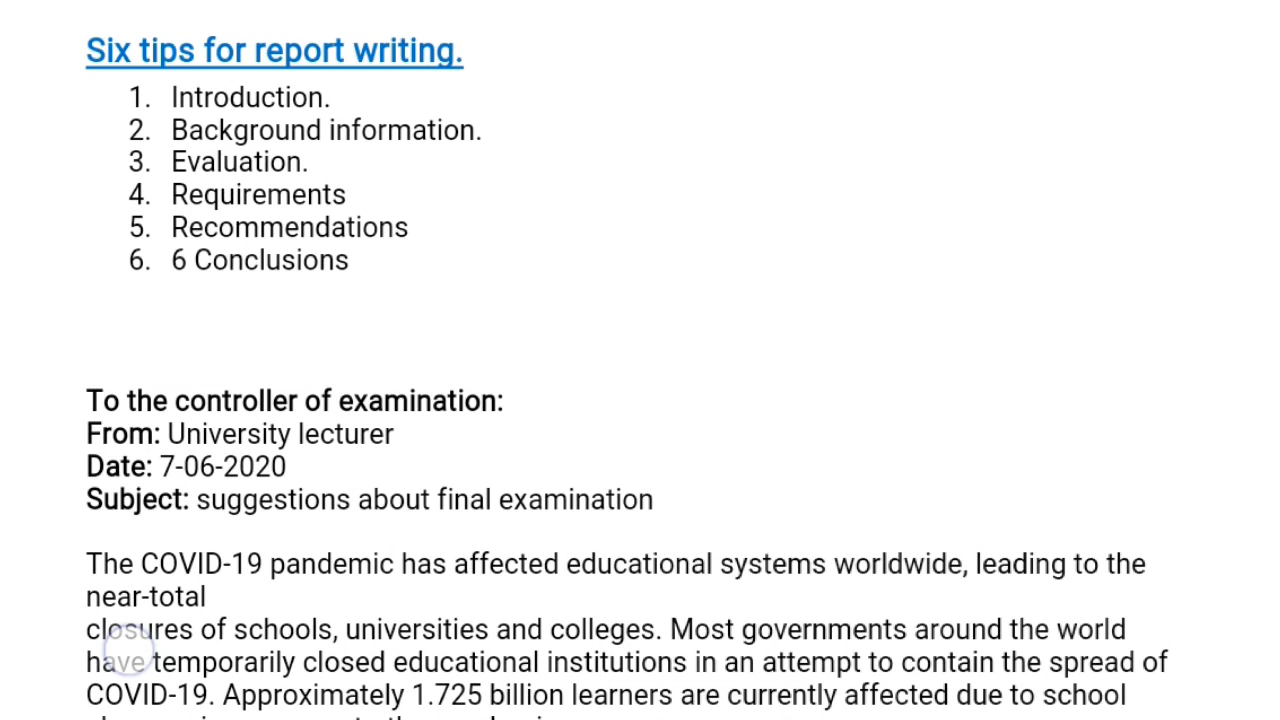 Six tips for report writing.
1. Introduction.
2. Background information.
3. Evaluation.
4. Requirements
5. Recommendations
6. 6 Conclusions
To the controller of examination:
From: University lecturer
Date: 7-06-2020
Subject: suggestions about final examination
The COVID-19 pandemic has affected educational systems worldwide, leading to the
near-total
closures of schools, universities and colleges. Most governments around the world
have temporarily closed educational institutions in an attempt to contain the spread of
COVID-19. Approximately 1.725 billion learners are currently affected due to school